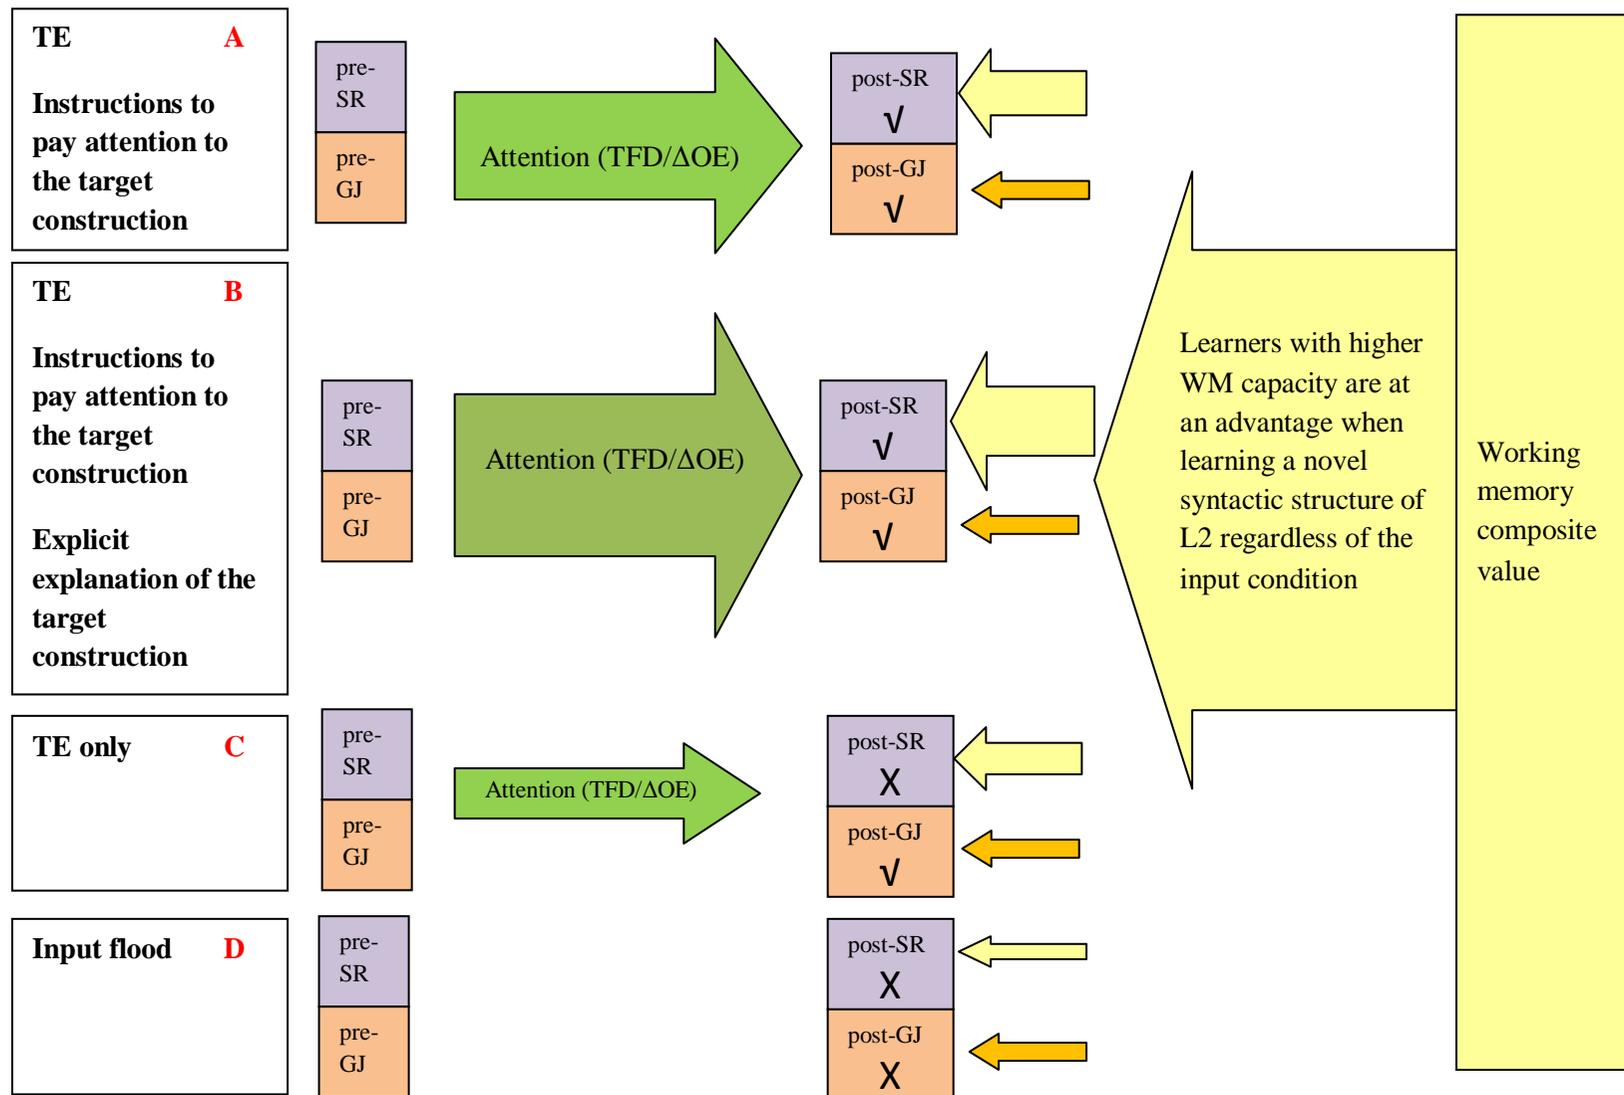 TE A
Instructions to
pay attention to
the target
construction
pre-
SR
pre-
GJ
Attention (TFD/ΔOE)
post-SR
√
post-GJ
√
TE B
Instructions to
pay attention to
the target
construction
Explicit
explanation of the
target
construction
pre-
SR
pre-
GJ
Attention (TFD/ΔOE)
post-SR
√
post-GJ
√
TE only C
pre-
SR
pre-
GJ
Attention (TFD/ΔOE)
post-SR
X
post-GJ
√
Input flood D
pre-
SR
pre-
GJ
post-SR
X
post-GJ
X
Learners with higher
WM capacity are at
an advantage when
learning a novel
syntactic structure of
L2 regardless of the
input condition
Working
memory
composite
value